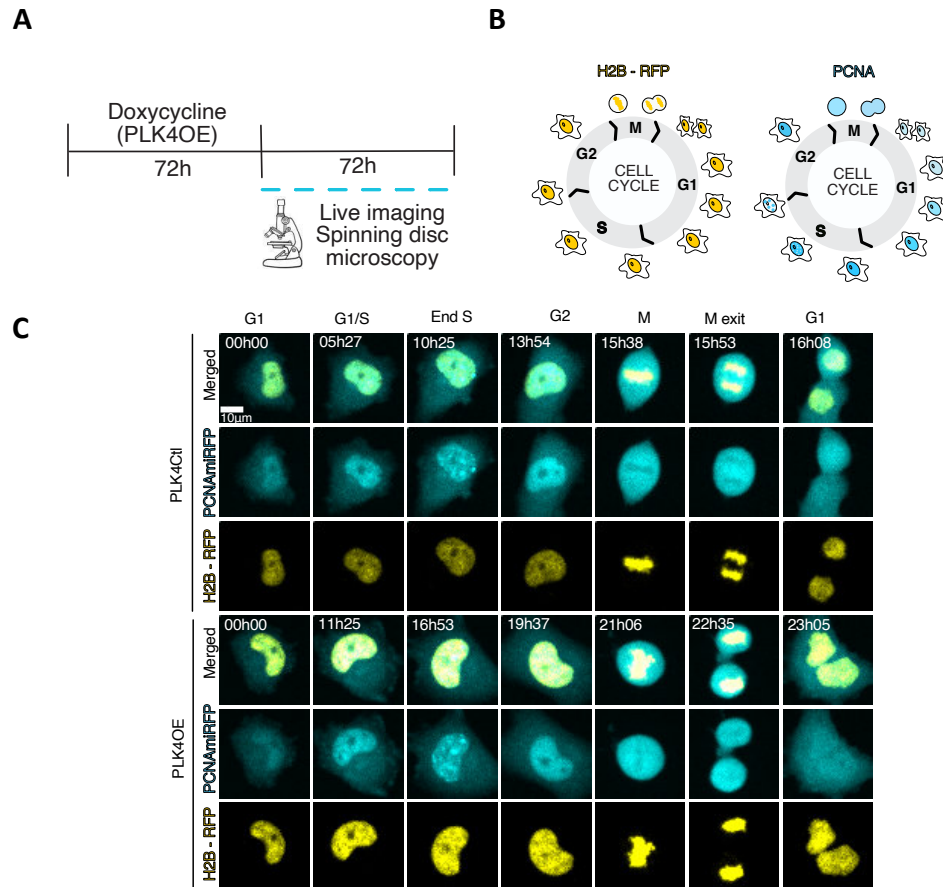 A
Doxycycline
(PLK4OE)
72h
72h
Live imaging
Spinning disc
microscopy
B
H2B - RFP
M
G2
CELL
CYCLE
G1
S
PCNA
M
G2
CELL
CYCLE
G1
S
C
G1
G1/S
End S
G2
M
M exit
G1
PLK4Ctl
Merged
00h00
05h27
10h25
13h54
15h38
15h53
16h08
10µm
PCNAmiRFP
H2B - RFP
PLK4OE
Merged
00h00
11h25
16h53
19h37
21h06
22h35
23h05
PCNAmiRFP
H2B - RFP